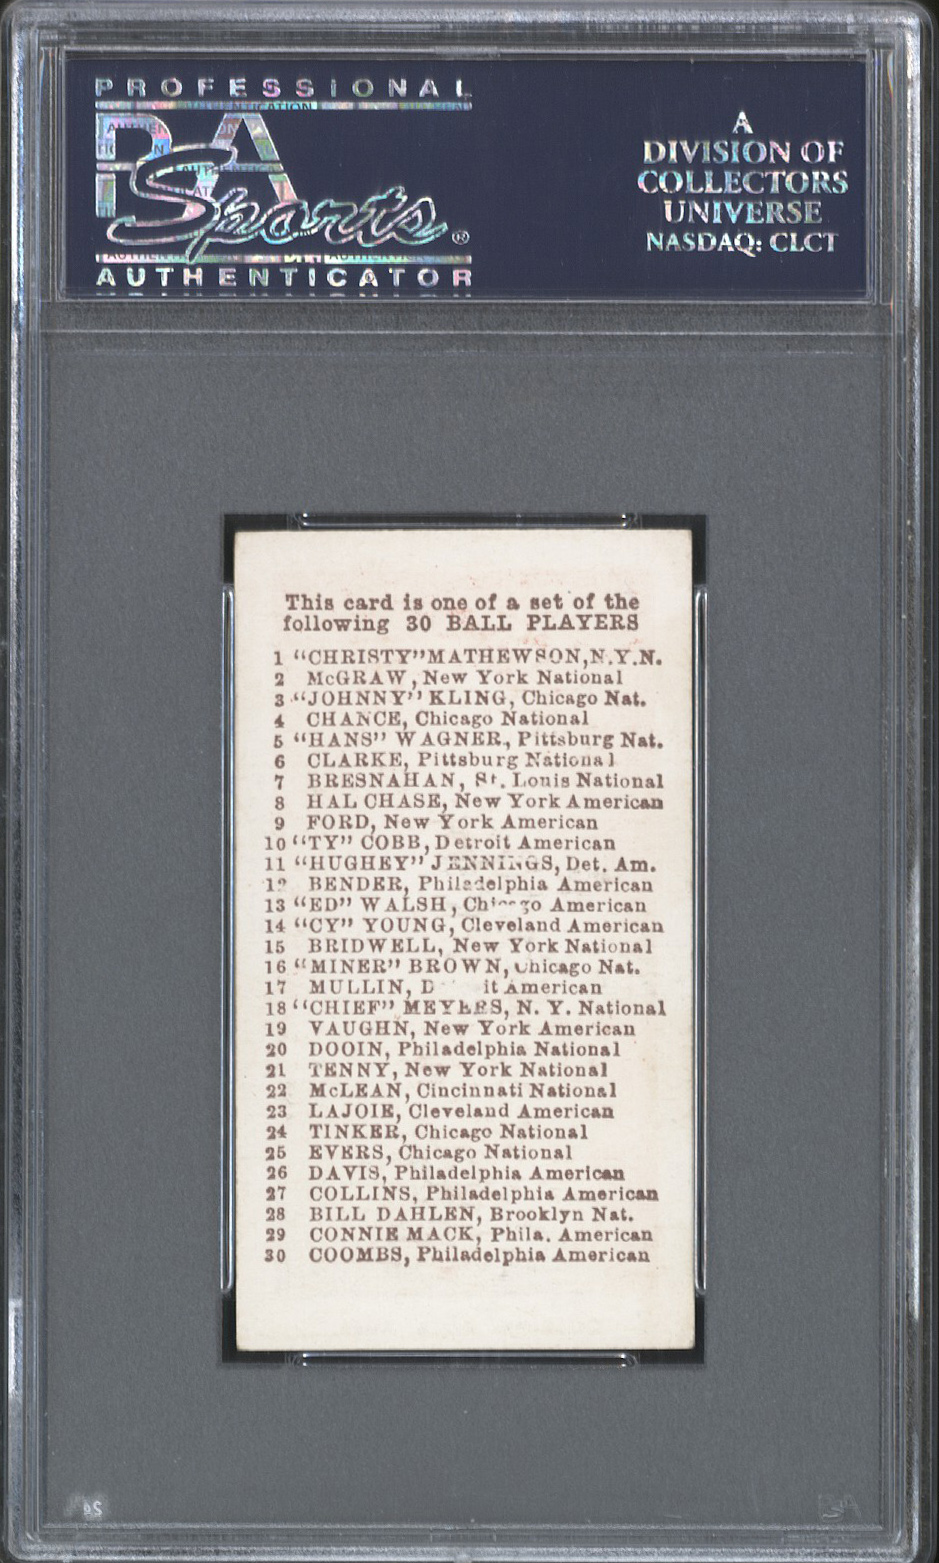 PROFESSIONAL
PSA
Sports®
AUTHENTICATOR
A
DIVISION OF
COLLECTORS
UNIVERSE
NASDAQ: CLCT
This card is one of a set of the
following 30 BALL PLAYERS
1 “CHRISTY” MATHEWSON, N.Y.N.
2 McGRAW, New York National
3 “JOHNNY” KLING, Chicago Nat.
4 CHANCE, Chicago National
5 “HANS” WAGNER, Pittsburg Nat.
6 CLARKE, Pittsburg National
7 BRESNAHAN, St. Louis National
8 HAL CHASE, New York American
9 FORD, New York American
10 “TY” COBB, Detroit American
11 “HUGHEY” JENNINGS, Det. Am.
12 BENDER, Philadelphia American
13 “ED” WALSH, Chicago American
14 “CY” YOUNG, Cleveland American
15 BRIDWELL, New York National
16 “MINER” BROWN, Chicago Nat.
17 MULLIN, D it American
18 “CHIEF” MEYERS, N. Y. National
19 VAUGHN, New York American
20 DOOIN, Philadelphia National
21 TENNY, New York National
22 McLEAN, Cincinnati National
23 LAJOIE, Cleveland American
24 TINKER, Chicago National
25 EVERS, Chicago National
26 DAVIS, Philadelphia American
27 COLLINS, Philadelphia American
28 BILL DAHLEN, Brooklyn Nat.
29 CONNIE MACK, Phila. American
30 COOMBS, Philadelphia American